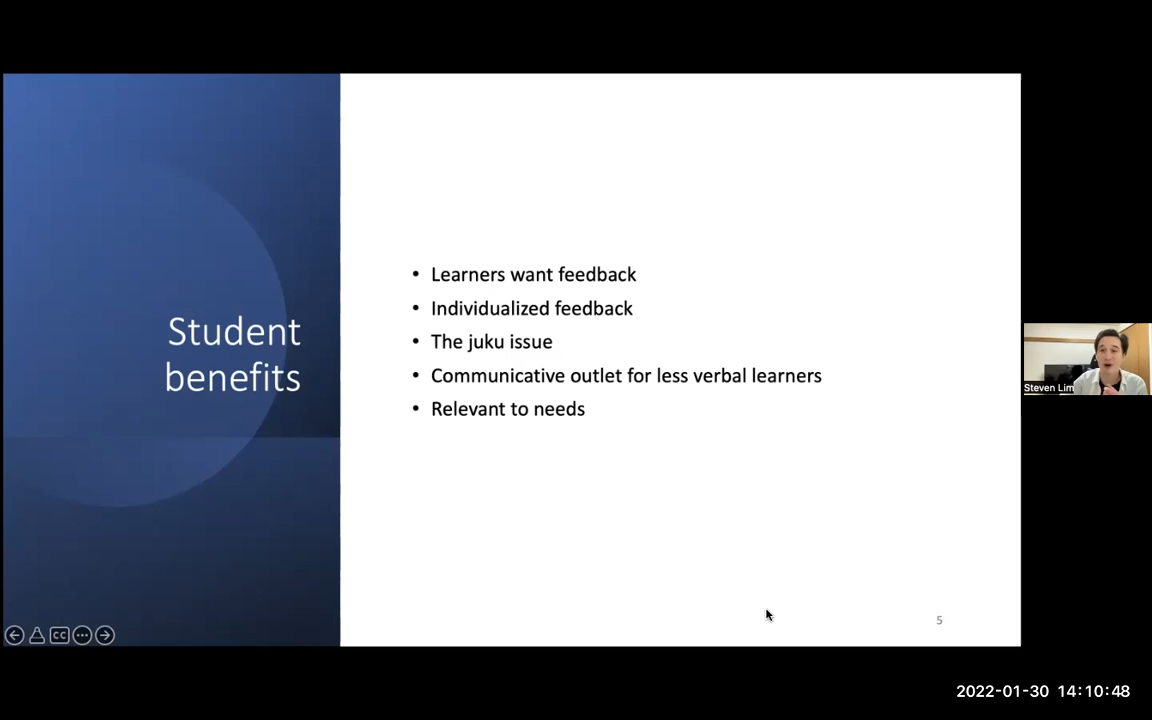 Student
benefits
• Learners want feedback
• Individualized feedback
• The juku issue
• Communicative outlet for less verbal learners
• Relevant to needs
5
CC
Steven Lim
2022-01-30 14:10:48